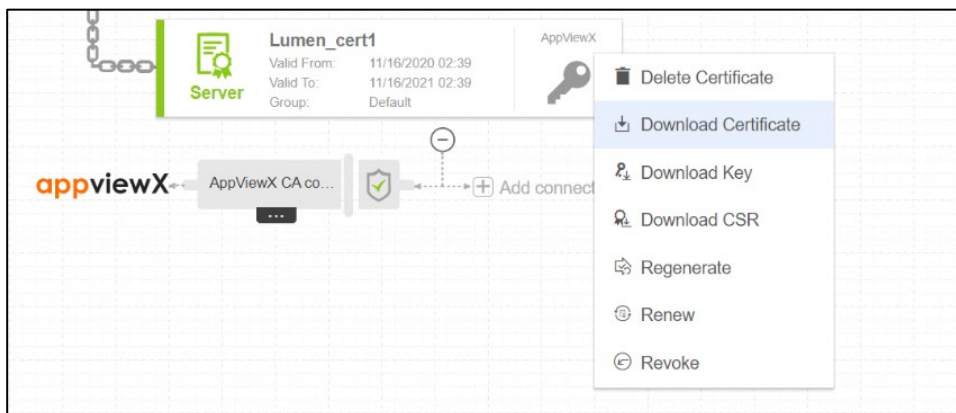 Lumen_cert1
AppViewX
Valid From: 11/16/2020 02:39
Valid To: 11/16/2021 02:39
Group: Default
Server
Delete Certificate
Download Certificate
Download Key
Download CSR
Regenerate
Renew
Revoke
appviewX
AppViewX CA co...
...
Add connect